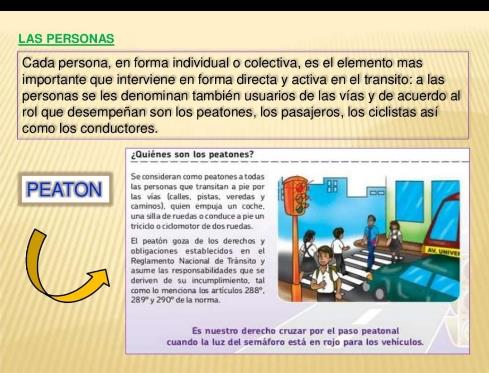 LAS PERSONAS
Cada persona, en forma individual o colectiva, es el elemento mas
importante que interviene en forma directa y activa en el transito: a las
personas se les denominan también usuarios de las vías y de acuerdo al
rol que desempeñan son los peatones, los pasajeros, los ciclistas así
como los conductores.
PEATON
¿Quiénes son los peatones?
Se consideran como peatones a todas
las personas que transitan a pie por
las vías (calles, pistas, veredas y
caminos), quien empuja un coche,
una silla de ruedas o conduce a pie un
triciclo o ciclomotor de dos ruedas.
El peatón goza de los derechos y
obligaciones establecidos en el
Reglamento Nacional de Tránsito y
asume las responsabilidades que se
deriven de su incumplimiento, tal
como lo menciona los artículos 288°,
289° y 290° de la norma.
AV. UNIVER
Es nuestro derecho cruzar por el paso peatonal
cuando la luz del semáforo está en rojo para los vehículos.